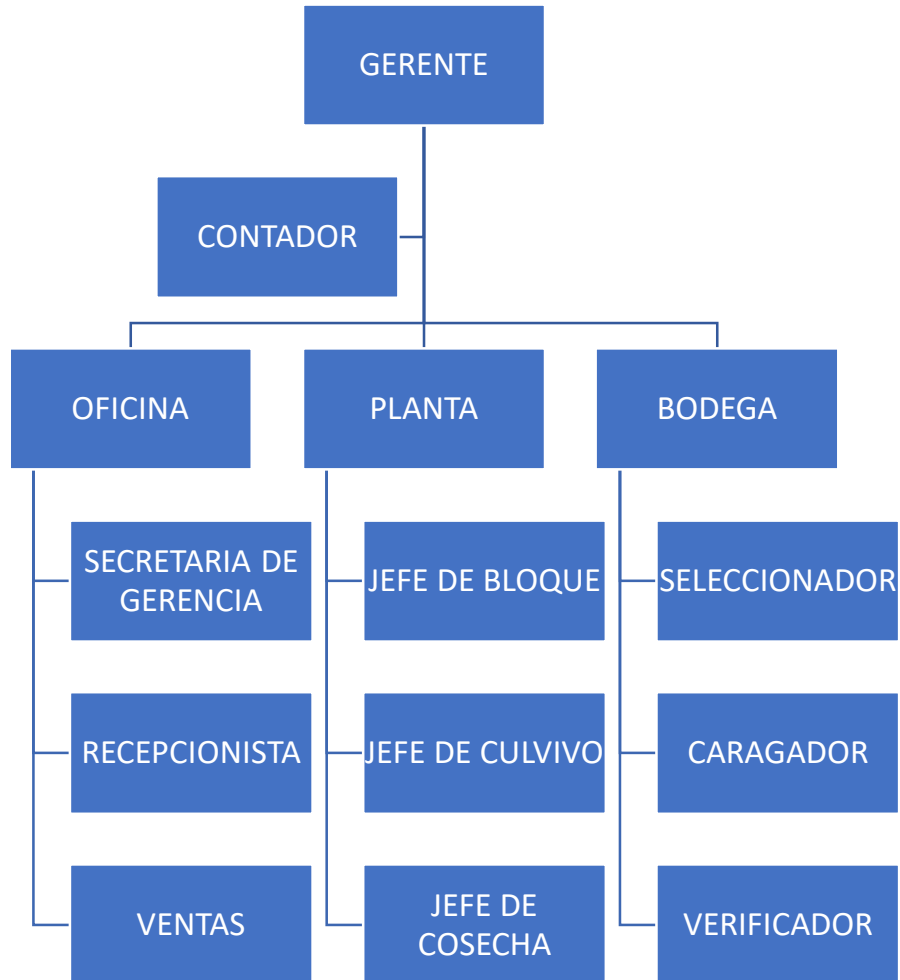 GERENTE
CONTADOR
OFICINA
PLANTA
BODEGA
SECRETARIA DE
GERENCIA
JEFE DE BLOQUE
SELECCIONADOR
RECEPCIONISTA
JEFE DE CULVIVO
CARAGADOR
VENTAS
JEFE DE
COSECHA
VERIFICADOR